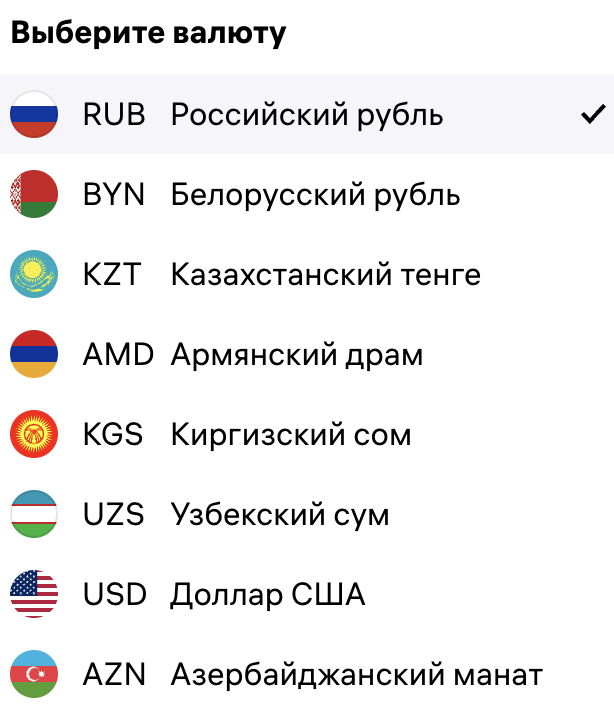 Выберите валюту
RUB Российский рубль
BYN Белорусский рубль
KZT Казахстанский тенге
AMD Армянский драм
KGS Киргизский сом
UZS Узбекский сум
USD Доллар США
AZN Азербайджанский манат